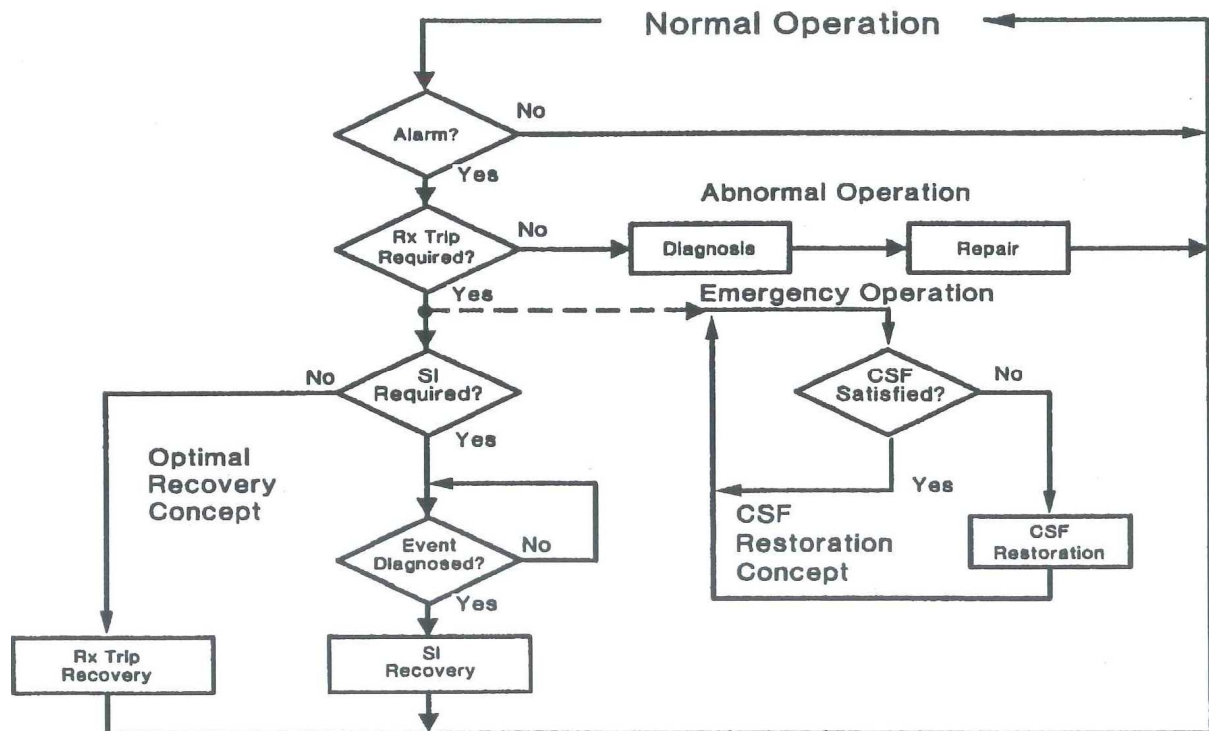 Normal Operation
No
Alarm?
Yes
Abnormal Operation
Rx Trip
Required?
No
Diagnosis
Repair
Yes
Emergency Operation
No
SI
Required?
CSF
Satisfied?
No
Yes
Optimal
Recovery
Concept
Yes
CSF
Restoration
Concept
CSF
Restoration
Event
Diagnosed?
No
Yes
Rx Trip
Recovery
SI
Recovery